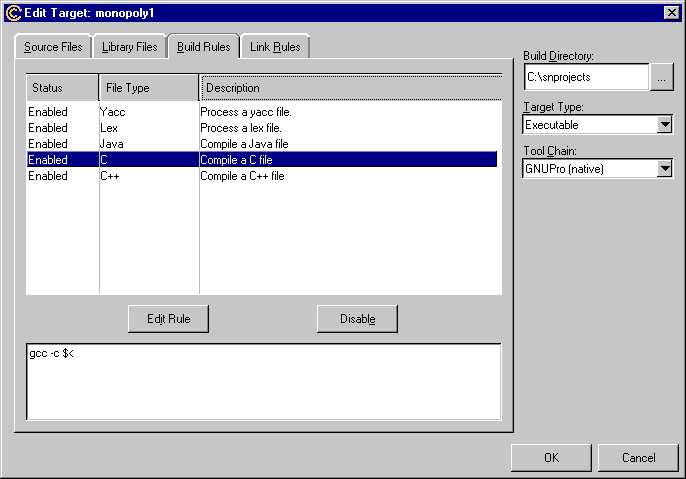 Edit Target: monopoly1
Source Files Library Files Build Rules Link Rules
Status File Type Description
Enabled Yacc Process a yacc file.
Enabled Lex Process a lex file.
Enabled Java Compile a Java file
Enabled C Compile a C file
Enabled C++ Compile a C++ file
Edit Rule Disable
gcc -c $<
Build Directory:
C:\snprojects ...
Target Type:
Executable
Tool Chain:
GNUPro (native)
OK Cancel